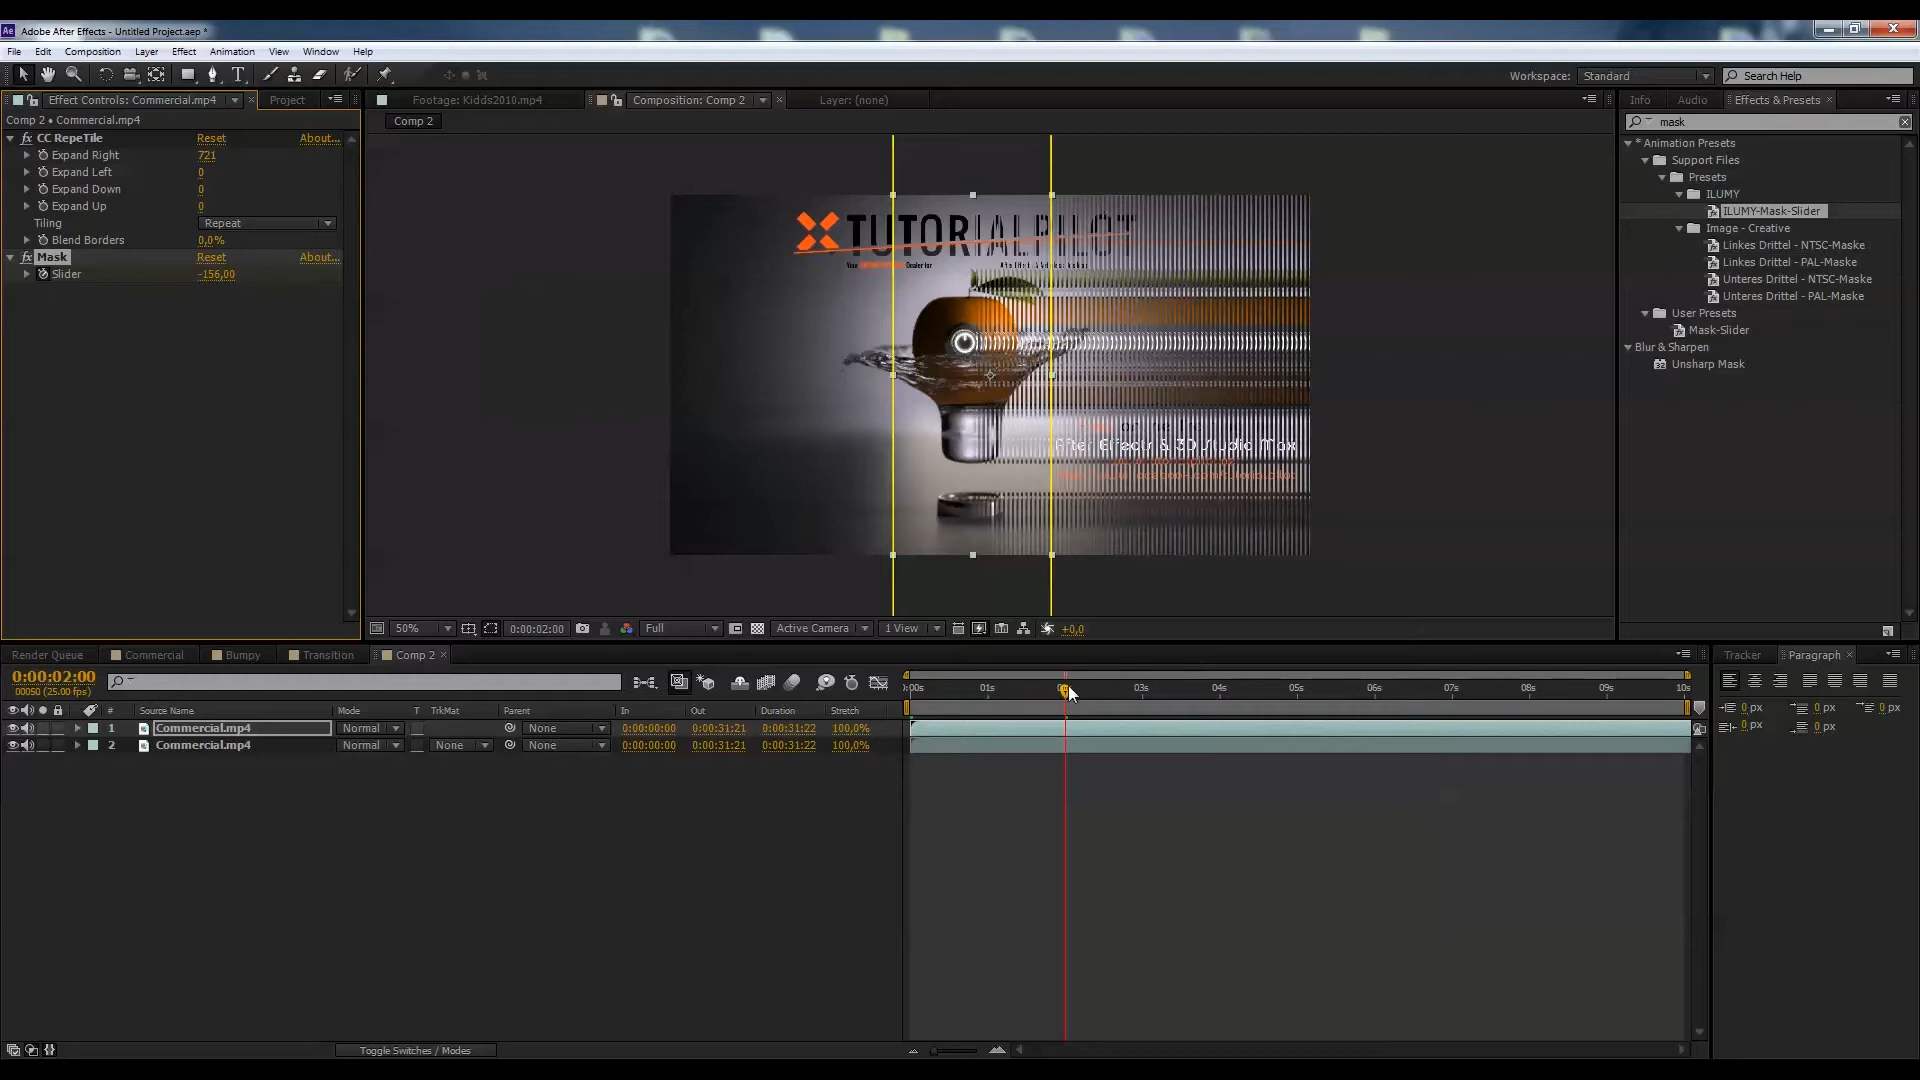 Ae Adobe After Effects - Untitled Project.aep *
File Edit Composition Layer Effect Animation View Window Help
Workspace: Standard Search Help
Effect Controls: Commercial.mp4 Project
Footage: Kidds2010.mp4 Composition: Comp 2 Layer: (none)
Info Audio Effects & Presets
Comp 2 • Commercial.mp4
Comp 2
mask
fx CC RepeTile Reset About...
Expand Right 721
Expand Left 0
Expand Down 0
Expand Up 0
Tiling Repeat
Blend Borders 0,0%
fx Mask Reset About...
Slider -156,00
TUTORIALPILOT
Your Dealer for
After Effects & 3D Studio Max
* Animation Presets
Support Files
Presets
ILUMY
ILUMY-Mask-Slider
Image - Creative
Linkes Drittel - NTSC-Maske
Linkes Drittel - PAL-Maske
Unteres Drittel - NTSC-Maske
Unteres Drittel - PAL-Maske
User Presets
Mask-Slider
Blur & Sharpen
Unsharp Mask
50% 0:00:02:00 Full Active Camera 1 View +0,0
Render Queue Commercial Bumpy Transition Comp 2
Tracker Paragraph
0:00:02:00
00050 (25.00 fps)
:00s 01s 03s 04s 05s 06s 07s 08s 09s 10s
# Source Name Mode T TrkMat Parent In Out Duration Stretch
1 Commercial.mp4 Normal None 0:00:00:00 0:00:31:21 0:00:31:22 100,0%
2 Commercial.mp4 Normal None None 0:00:00:00 0:00:31:21 0:00:31:22 100,0%
0 px 0 px 0 px
0 px 0 px
Toggle Switches / Modes